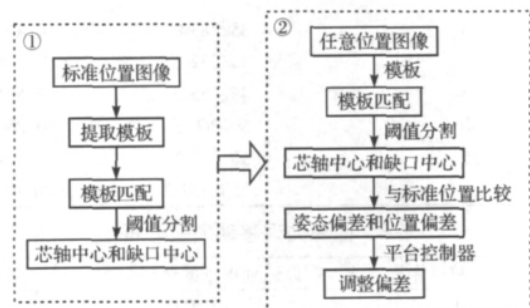 ①
标准位置图像
提取模板
模板匹配
阈值分割
芯轴中心和缺口中心
②
任意位置图像
模板
模板匹配
阈值分割
芯轴中心和缺口中心
与标准位置比较
姿态偏差和位置偏差
平台控制器
调整偏差